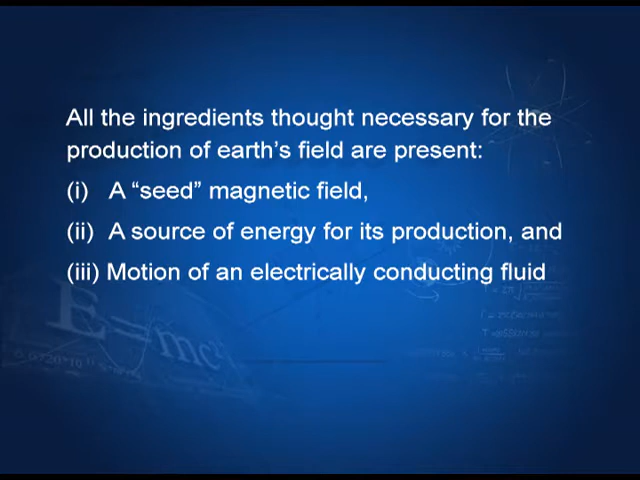 All the ingredients thought necessary for the
production of earth's field are present:
(i) A “seed” magnetic field,
(ii) A source of energy for its production, and
(iii) Motion of an electrically conducting fluid
E=mc²